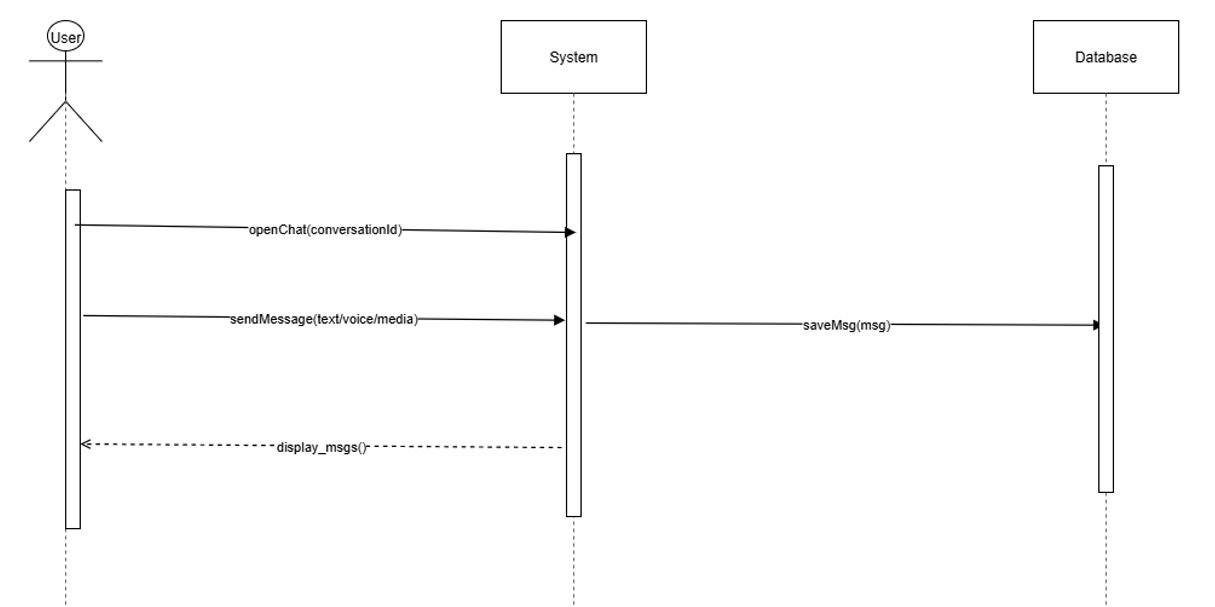 User
System
Database
openChat(conversationId)
sendMessage(text/voice/media)
saveMsg(msg)
display_msgs()